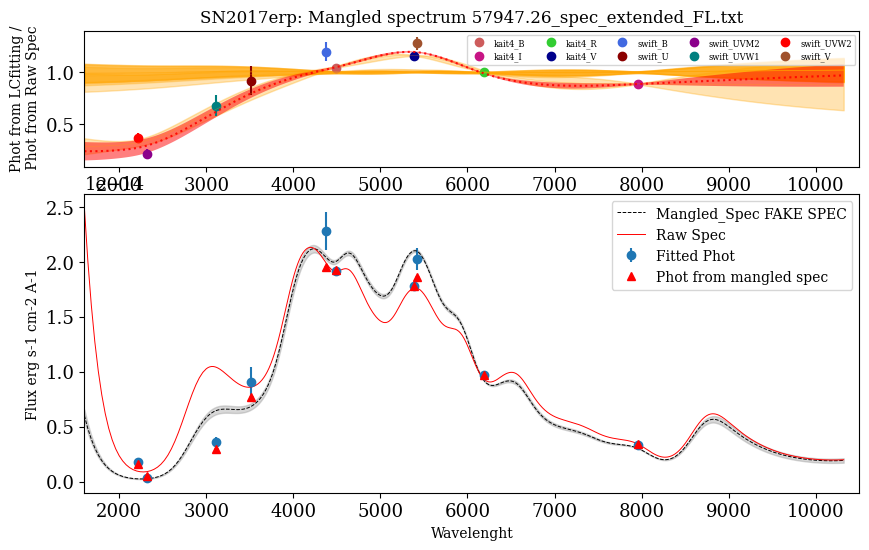 SN2017erp: Mangled spectrum 57947.26_spec_extended_FL.txt
Phot from LCfitting /
Phot from Raw Spec
1.0
0.5
kait4_B kait4_R swift_B swift_UVM2 swift_UVW2
kait4_I kait4_V swift_U swift_UVW1 swift_V
2000 3000 4000 5000 6000 7000 8000 9000 10000
1e−14
Flux erg s-1 cm-2 A-1
2.5
2.0
1.5
1.0
0.5
0.0
Mangled_Spec FAKE SPEC
Raw Spec
Fitted Phot
Phot from mangled spec
2000 3000 4000 5000 6000 7000 8000 9000 10000
Wavelenght